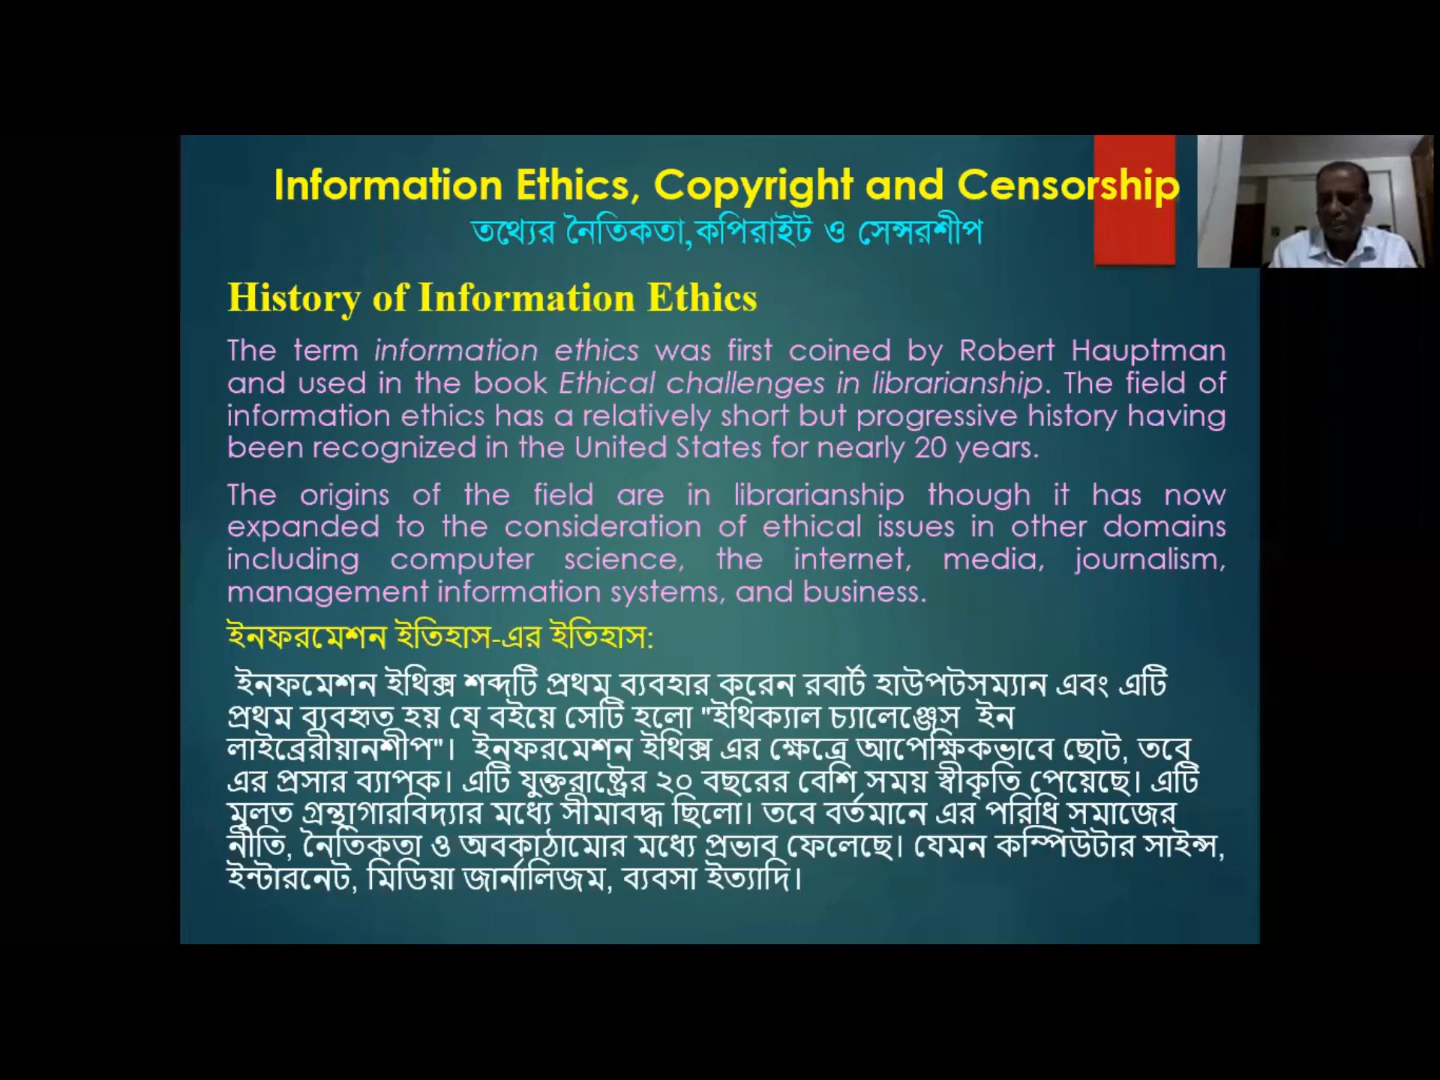 Information Ethics, Copyright and Censorship
তথ্যের নৈতিকতা,কপিরাইট ও সেন্সরশীপ
History of Information Ethics
The term information ethics was first coined by Robert Hauptman
and used in the book Ethical challenges in librarianship. The field of
information ethics has a relatively short but progressive history having
been recognized in the United States for nearly 20 years.
The origins of the field are in librarianship though it has now
expanded to the consideration of ethical issues in other domains
including computer science, the internet, media, journalism,
management information systems, and business.
ইনফরমেশন ইতিহাস-এর ইতিহাস:
ইনফমেশন ইথিক্স শব্দটি প্রথম ব্যবহার করেন রবার্ট হাউপটসম্যান এবং এটি
প্রথম ব্যবহৃত হয় যে বইয়ে সেটি হলো "ইথিক্যাল চ্যালেঞ্জেস ইন
লাইব্রেরীয়ানশীপ"। ইনফরমেশন ইথিক্স এর ক্ষেত্রে আপেক্ষিকভাবে ছোট, তবে
এর প্রসার ব্যাপক। এটি যুক্তরাষ্ট্রের ২০ বছরের বেশি সময় স্বীকৃতি পেয়েছে। এটি
মূলত গ্রন্থাগারবিদ্যার মধ্যে সীমাবদ্ধ ছিলো। তবে বর্তমানে এর পরিধি সমাজের
নীতি, নৈতিকতা ও অবকাঠামোর মধ্যে প্রভাব ফেলেছে। যেমন কম্পিউটার সাইন্স,
ইন্টারনেট, মিডিয়া জার্নালিজম, ব্যবসা ইত্যাদি।